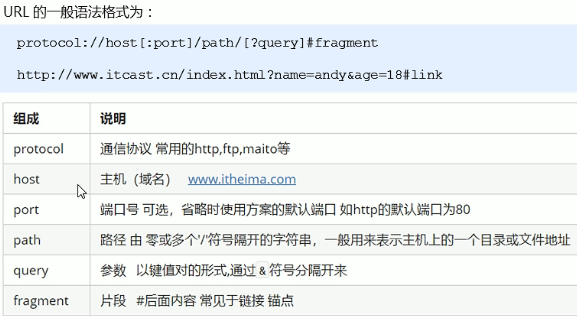 URL 的一般语法格式为：
protocol://host[:port]/path/[?query]#fragment
http://www.itcast.cn/index.html?name=andy&age=18#link
组成 说明
protocol 通信协议 常用的http,ftp,maito等
host 主机（域名） www.itheima.com
port 端口号 可选，省略时使用方案的默认端口 如http的默认端口为80
path 路径 由 零或多个'/'符号隔开的字符串，一般用来表示主机上的一个目录或文件地址
query 参数 以键值对的形式,通过 & 符号分隔开来
fragment 片段 #后面内容 常见于链接 锚点